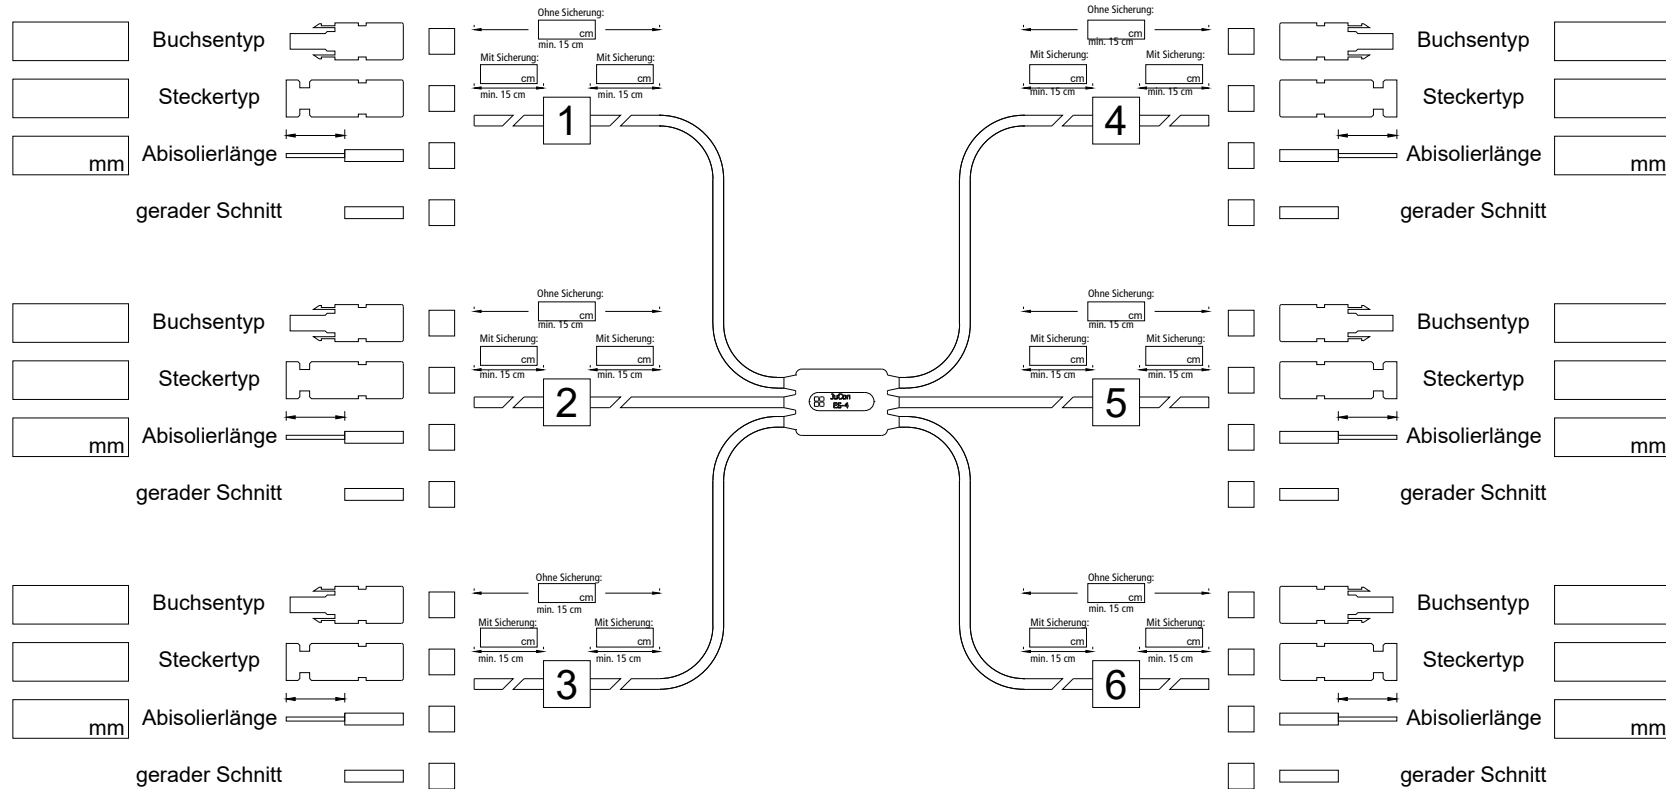 Buchsentyp
Steckertyp
mm Abisolierlänge
gerader Schnitt
Ohne Sicherung:
cm
min. 15 cm
Mit Sicherung: Mit Sicherung:
cm cm
min. 15 cm min. 15 cm
1
Ohne Sicherung:
cm
min. 15 cm
Mit Sicherung: Mit Sicherung:
cm cm
min. 15 cm min. 15 cm
4
Buchsentyp
Steckertyp
Abisolierlänge mm
gerader Schnitt
Buchsentyp
Steckertyp
mm Abisolierlänge
gerader Schnitt
Ohne Sicherung:
cm
min. 15 cm
Mit Sicherung: Mit Sicherung:
cm cm
min. 15 cm min. 15 cm
2
JuCon
ES-4
Ohne Sicherung:
cm
min. 15 cm
Mit Sicherung: Mit Sicherung:
cm cm
min. 15 cm min. 15 cm
5
Buchsentyp
Steckertyp
Abisolierlänge mm
gerader Schnitt
Buchsentyp
Steckertyp
mm Abisolierlänge
gerader Schnitt
Ohne Sicherung:
cm
min. 15 cm
Mit Sicherung: Mit Sicherung:
cm cm
min. 15 cm min. 15 cm
3
Ohne Sicherung:
cm
min. 15 cm
Mit Sicherung: Mit Sicherung:
cm cm
min. 15 cm min. 15 cm
6
Buchsentyp
Steckertyp
Abisolierlänge mm
gerader Schnitt